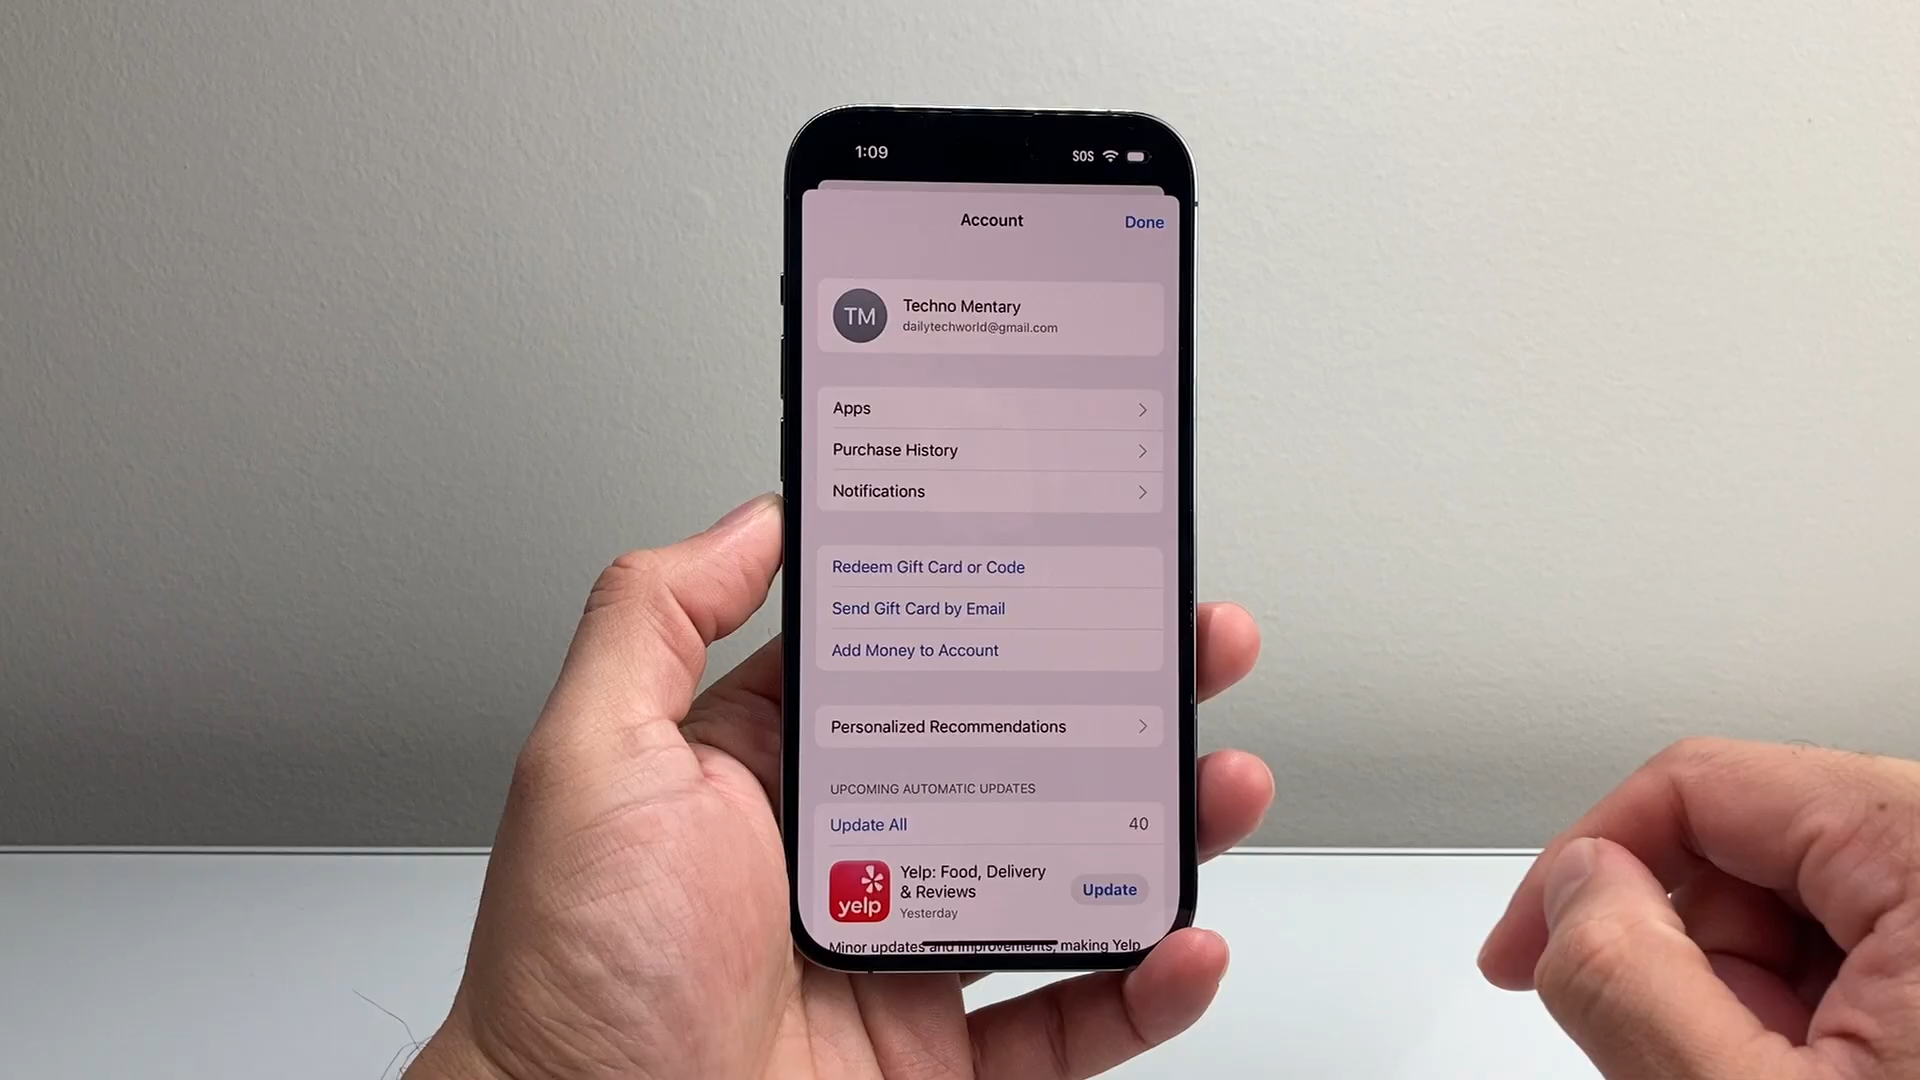 1:09
SOS
Account
Done
TM
Techno Mentary
dailytechworld@gmail.com
Apps
Purchase History
Notifications
Redeem Gift Card or Code
Send Gift Card by Email
Add Money to Account
Personalized Recommendations
UPCOMING AUTOMATIC UPDATES
Update All
40
yelp
Yelp: Food, Delivery
& Reviews
Yesterday
Update
Minor updates and improvements, making Yelp